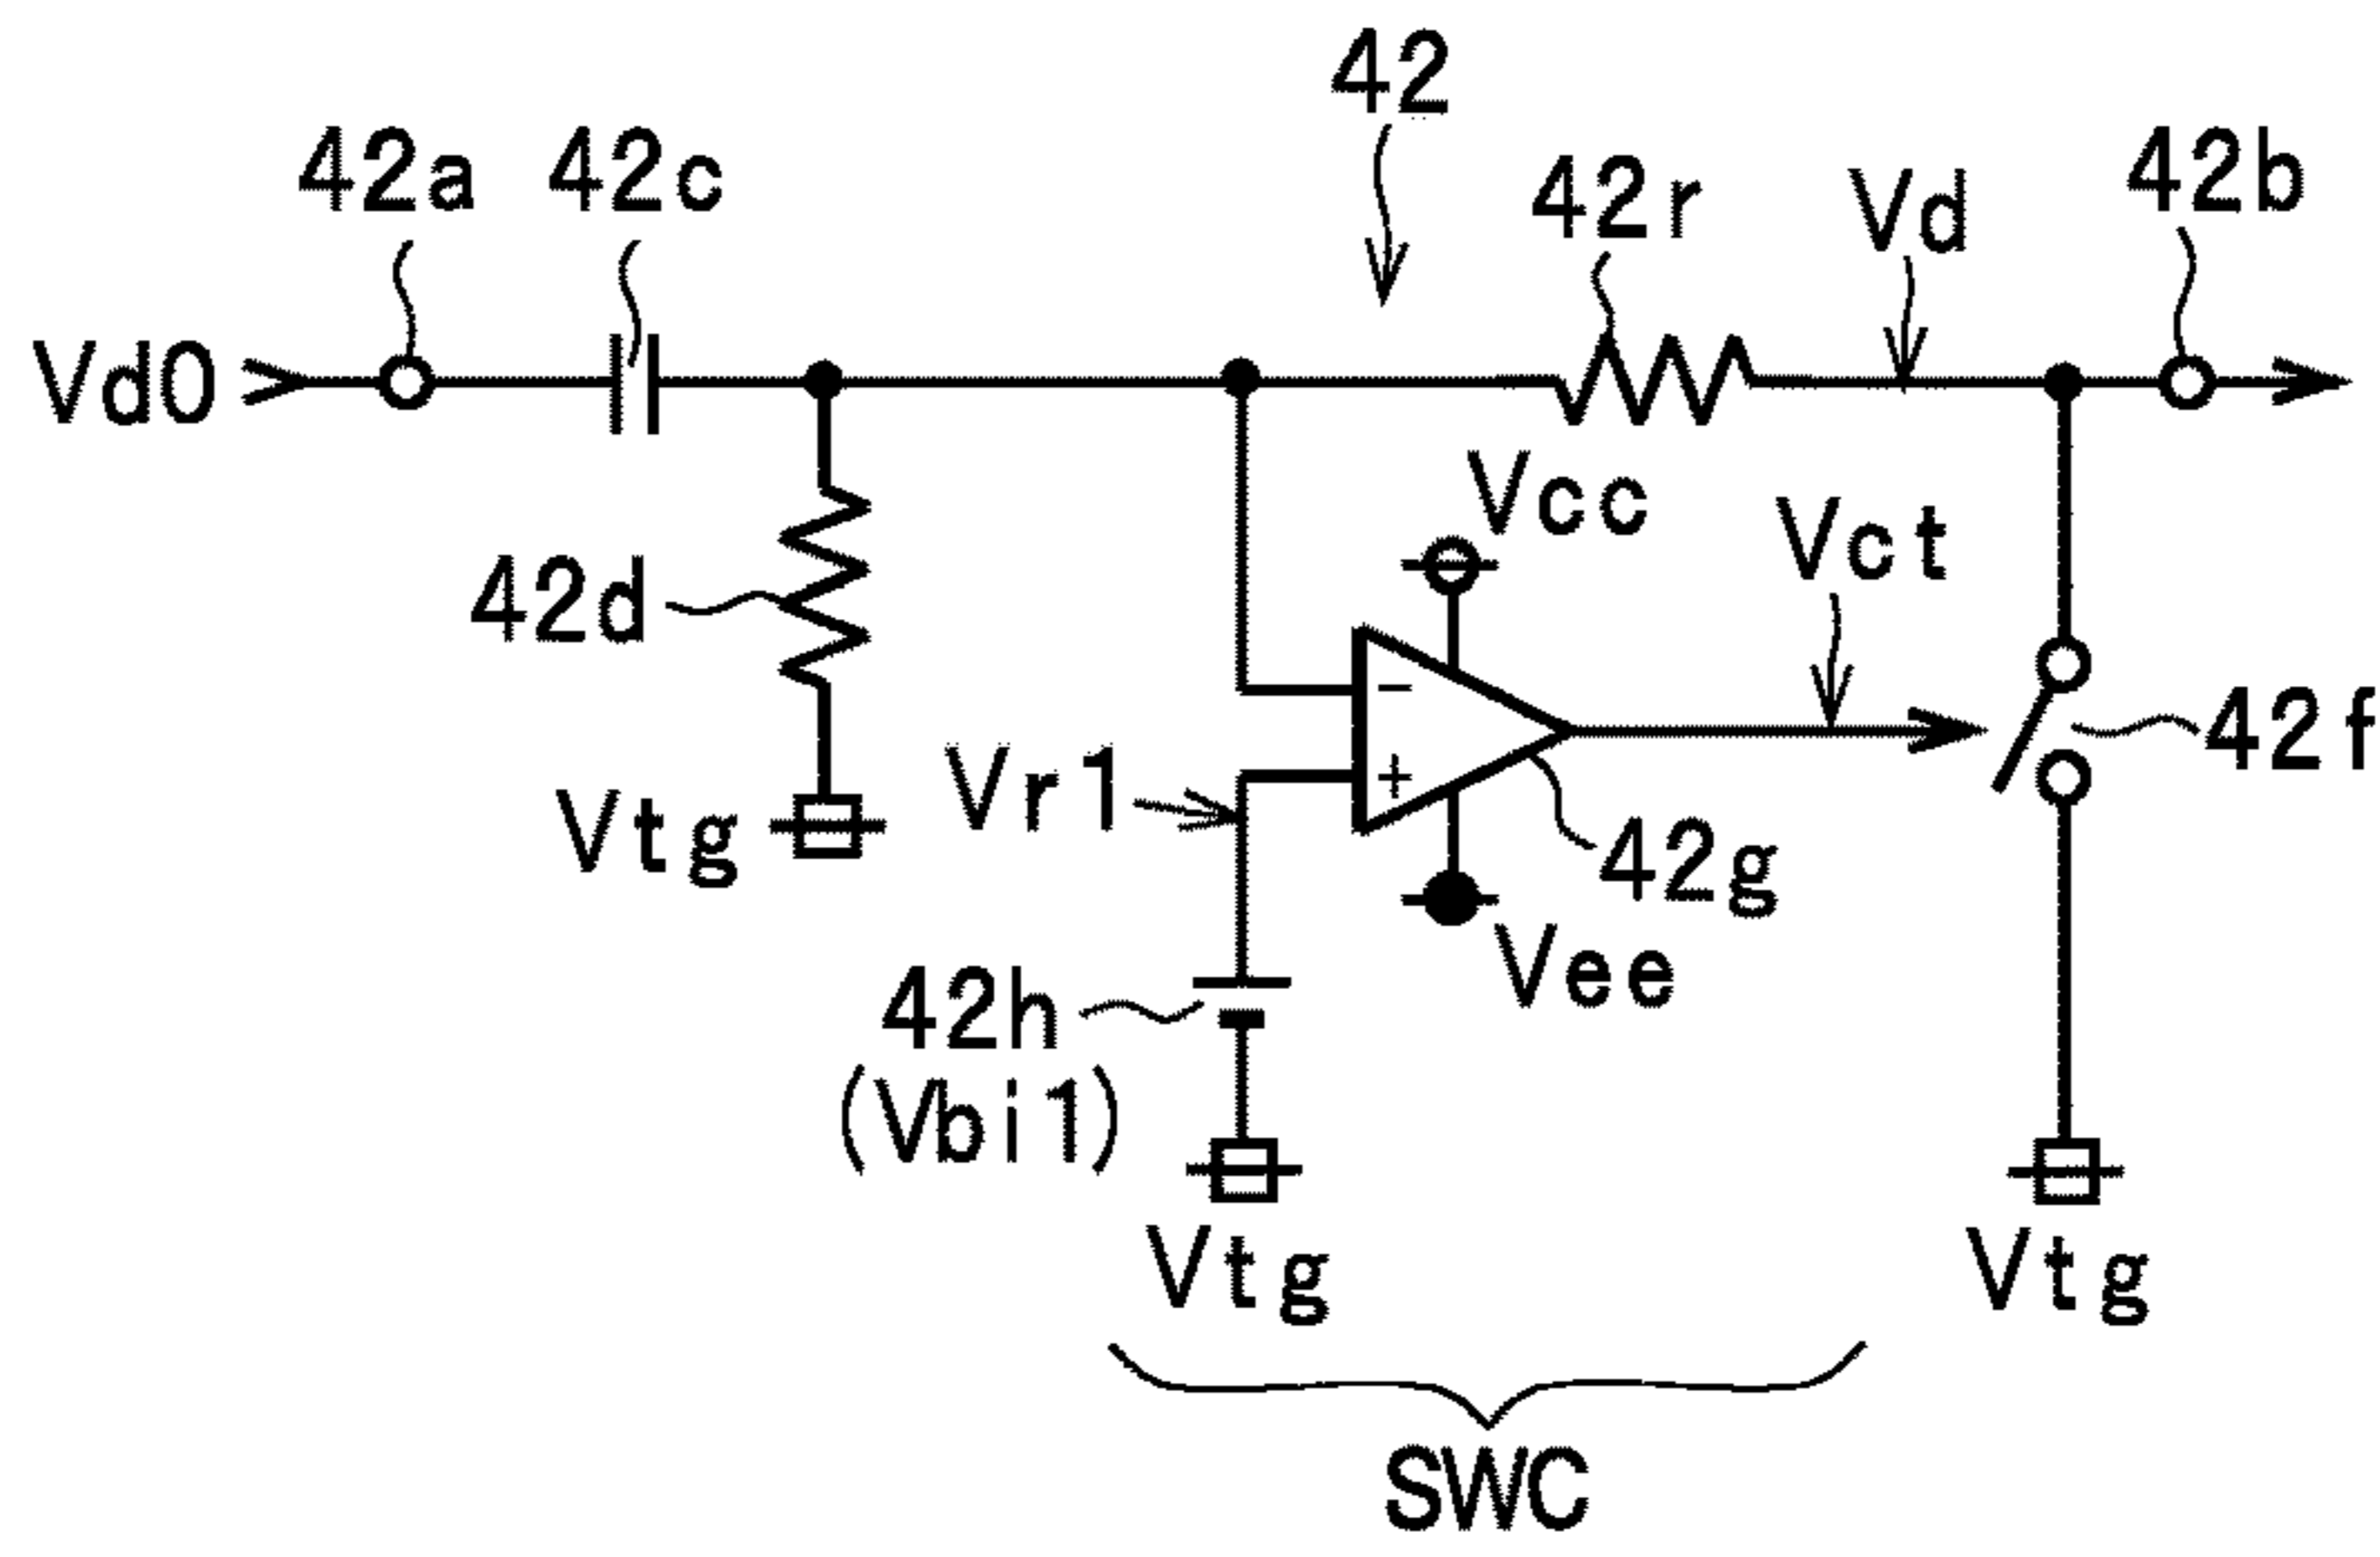 42
42a
42c
42r
Vd
42b
Vd0
Vcc
Vct
42d
−
42f
Vtg
Vr1
+
42g
Vee
42h
(Vbi1)
Vtg
Vtg
SWC